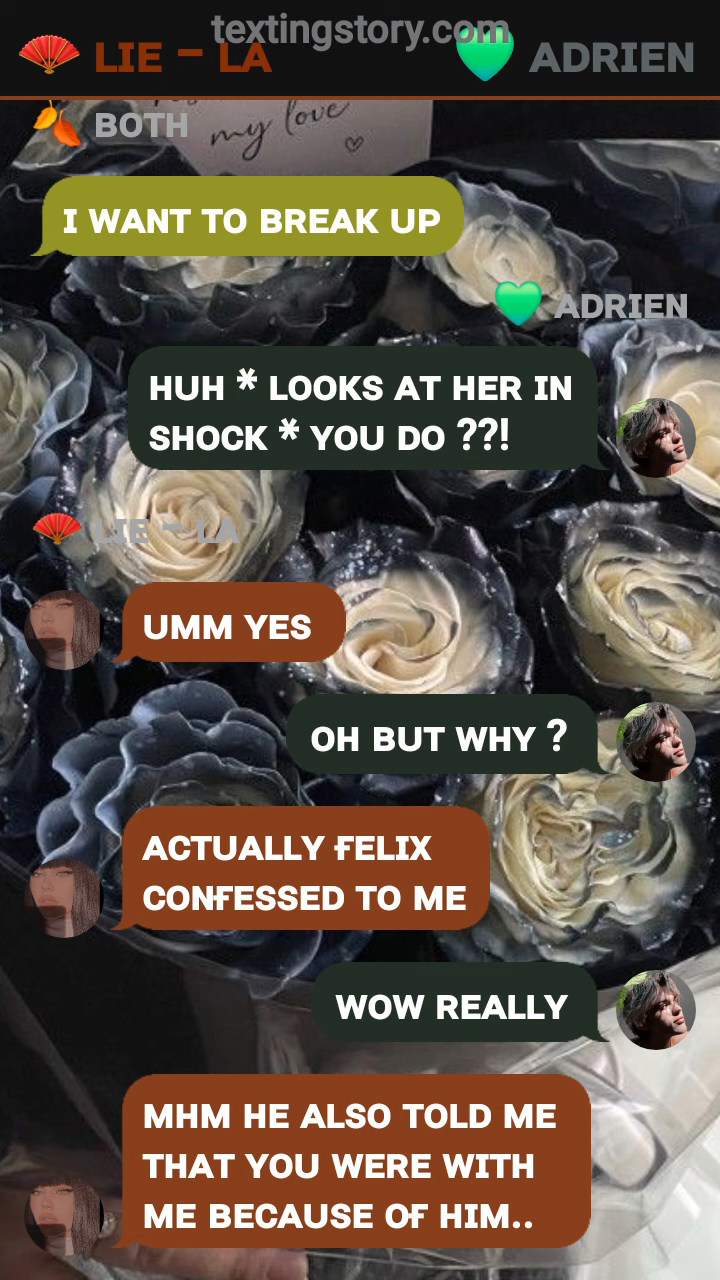 textingstory.com
LIE - LA
ADRIEN
my love
BOTH
I WANT TO BREAK UP
ADRIEN
HUH * LOOKS AT HER IN
SHOCK * YOU DO ??!
LIE - LA
UMM YES
OH BUT WHY ?
ACTUALLY FELIX
CONFESSED TO ME
WOW REALLY
MHM HE ALSO TOLD ME
THAT YOU WERE WITH
ME BECAUSE OF HIM..